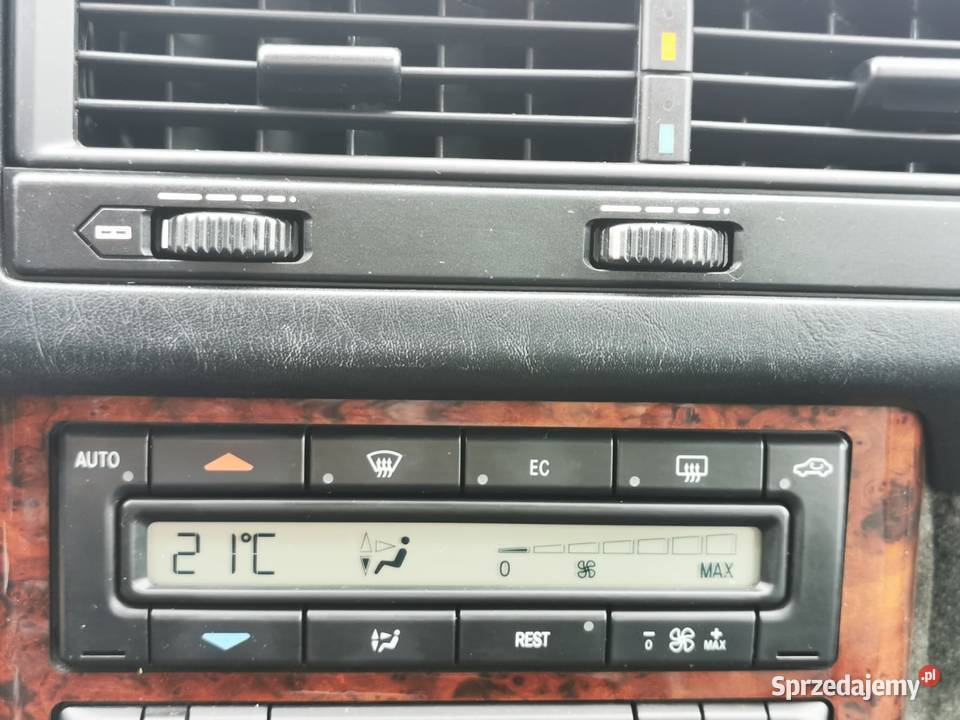 AUTO EC
21°C 0 MAX
REST 0 MAX
Sprzedajemy.pl